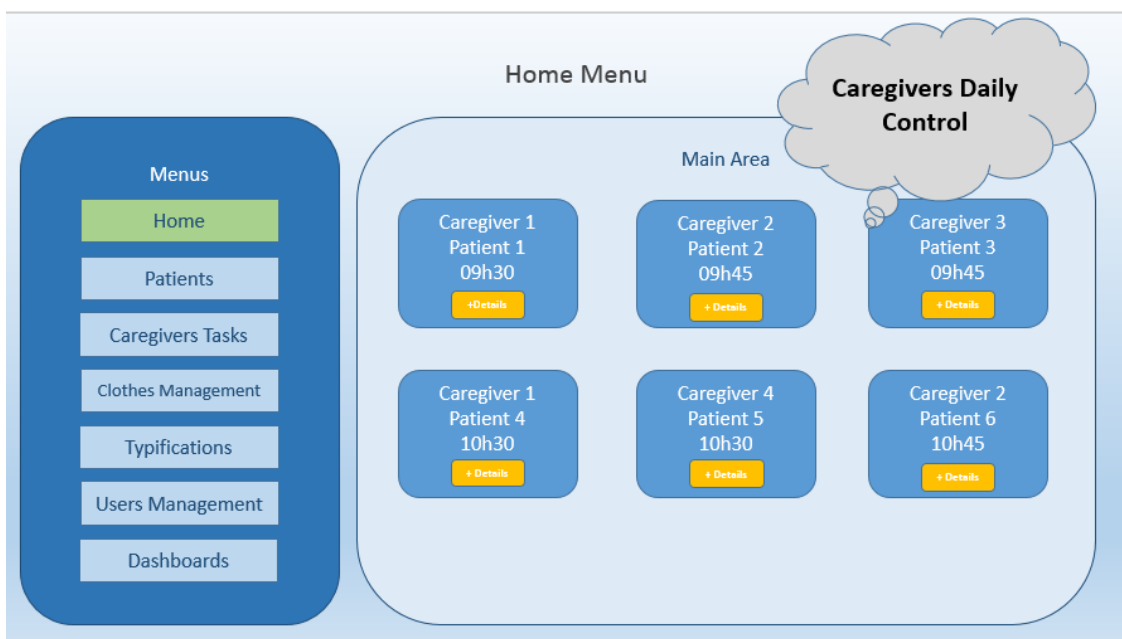 Home Menu
Caregivers Daily
Control
Menus
Home
Patients
Caregivers Tasks
Clothes Management
Typifications
Users Management
Dashboards
Main Area
Caregiver 1
Patient 1
09h30
+Details
Caregiver 2
Patient 2
09h45
+ Details
Caregiver 3
Patient 3
09h45
+ Details
Caregiver 1
Patient 4
10h30
+ Details
Caregiver 4
Patient 5
10h30
+ Details
Caregiver 2
Patient 6
10h45
+ Details